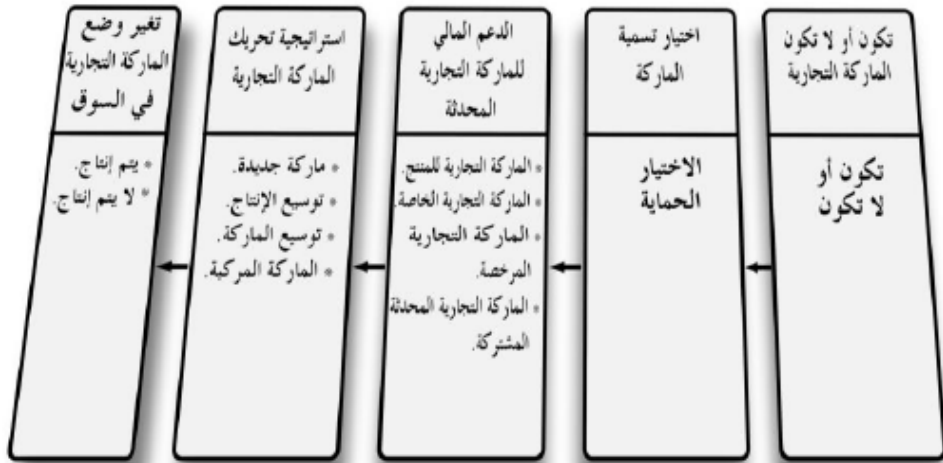 تكون أو لا تكون
الماركة التجارية
تكون أو
لا تكون
اختيار تسمية
الماركة
الاختيار
الحماية
الدعم المالي
للماركة التجارية
المحدثة
* الماركة التجارية للمنتج.
* الماركة التجارية الخاصة.
* الماركة التجارية
المرخصة.
* الماركة التجارية المحدثة
المشتركة.
استراتيجية تحريك
الماركة التجارية
* ماركة جديدة.
* توسيع الإنتاج.
* توسيع الماركة.
* الماركة المركبة.
تغير وضع
الماركة التجارية
في السوق
* يتم إنتاج.
* لا يتم إنتاج.